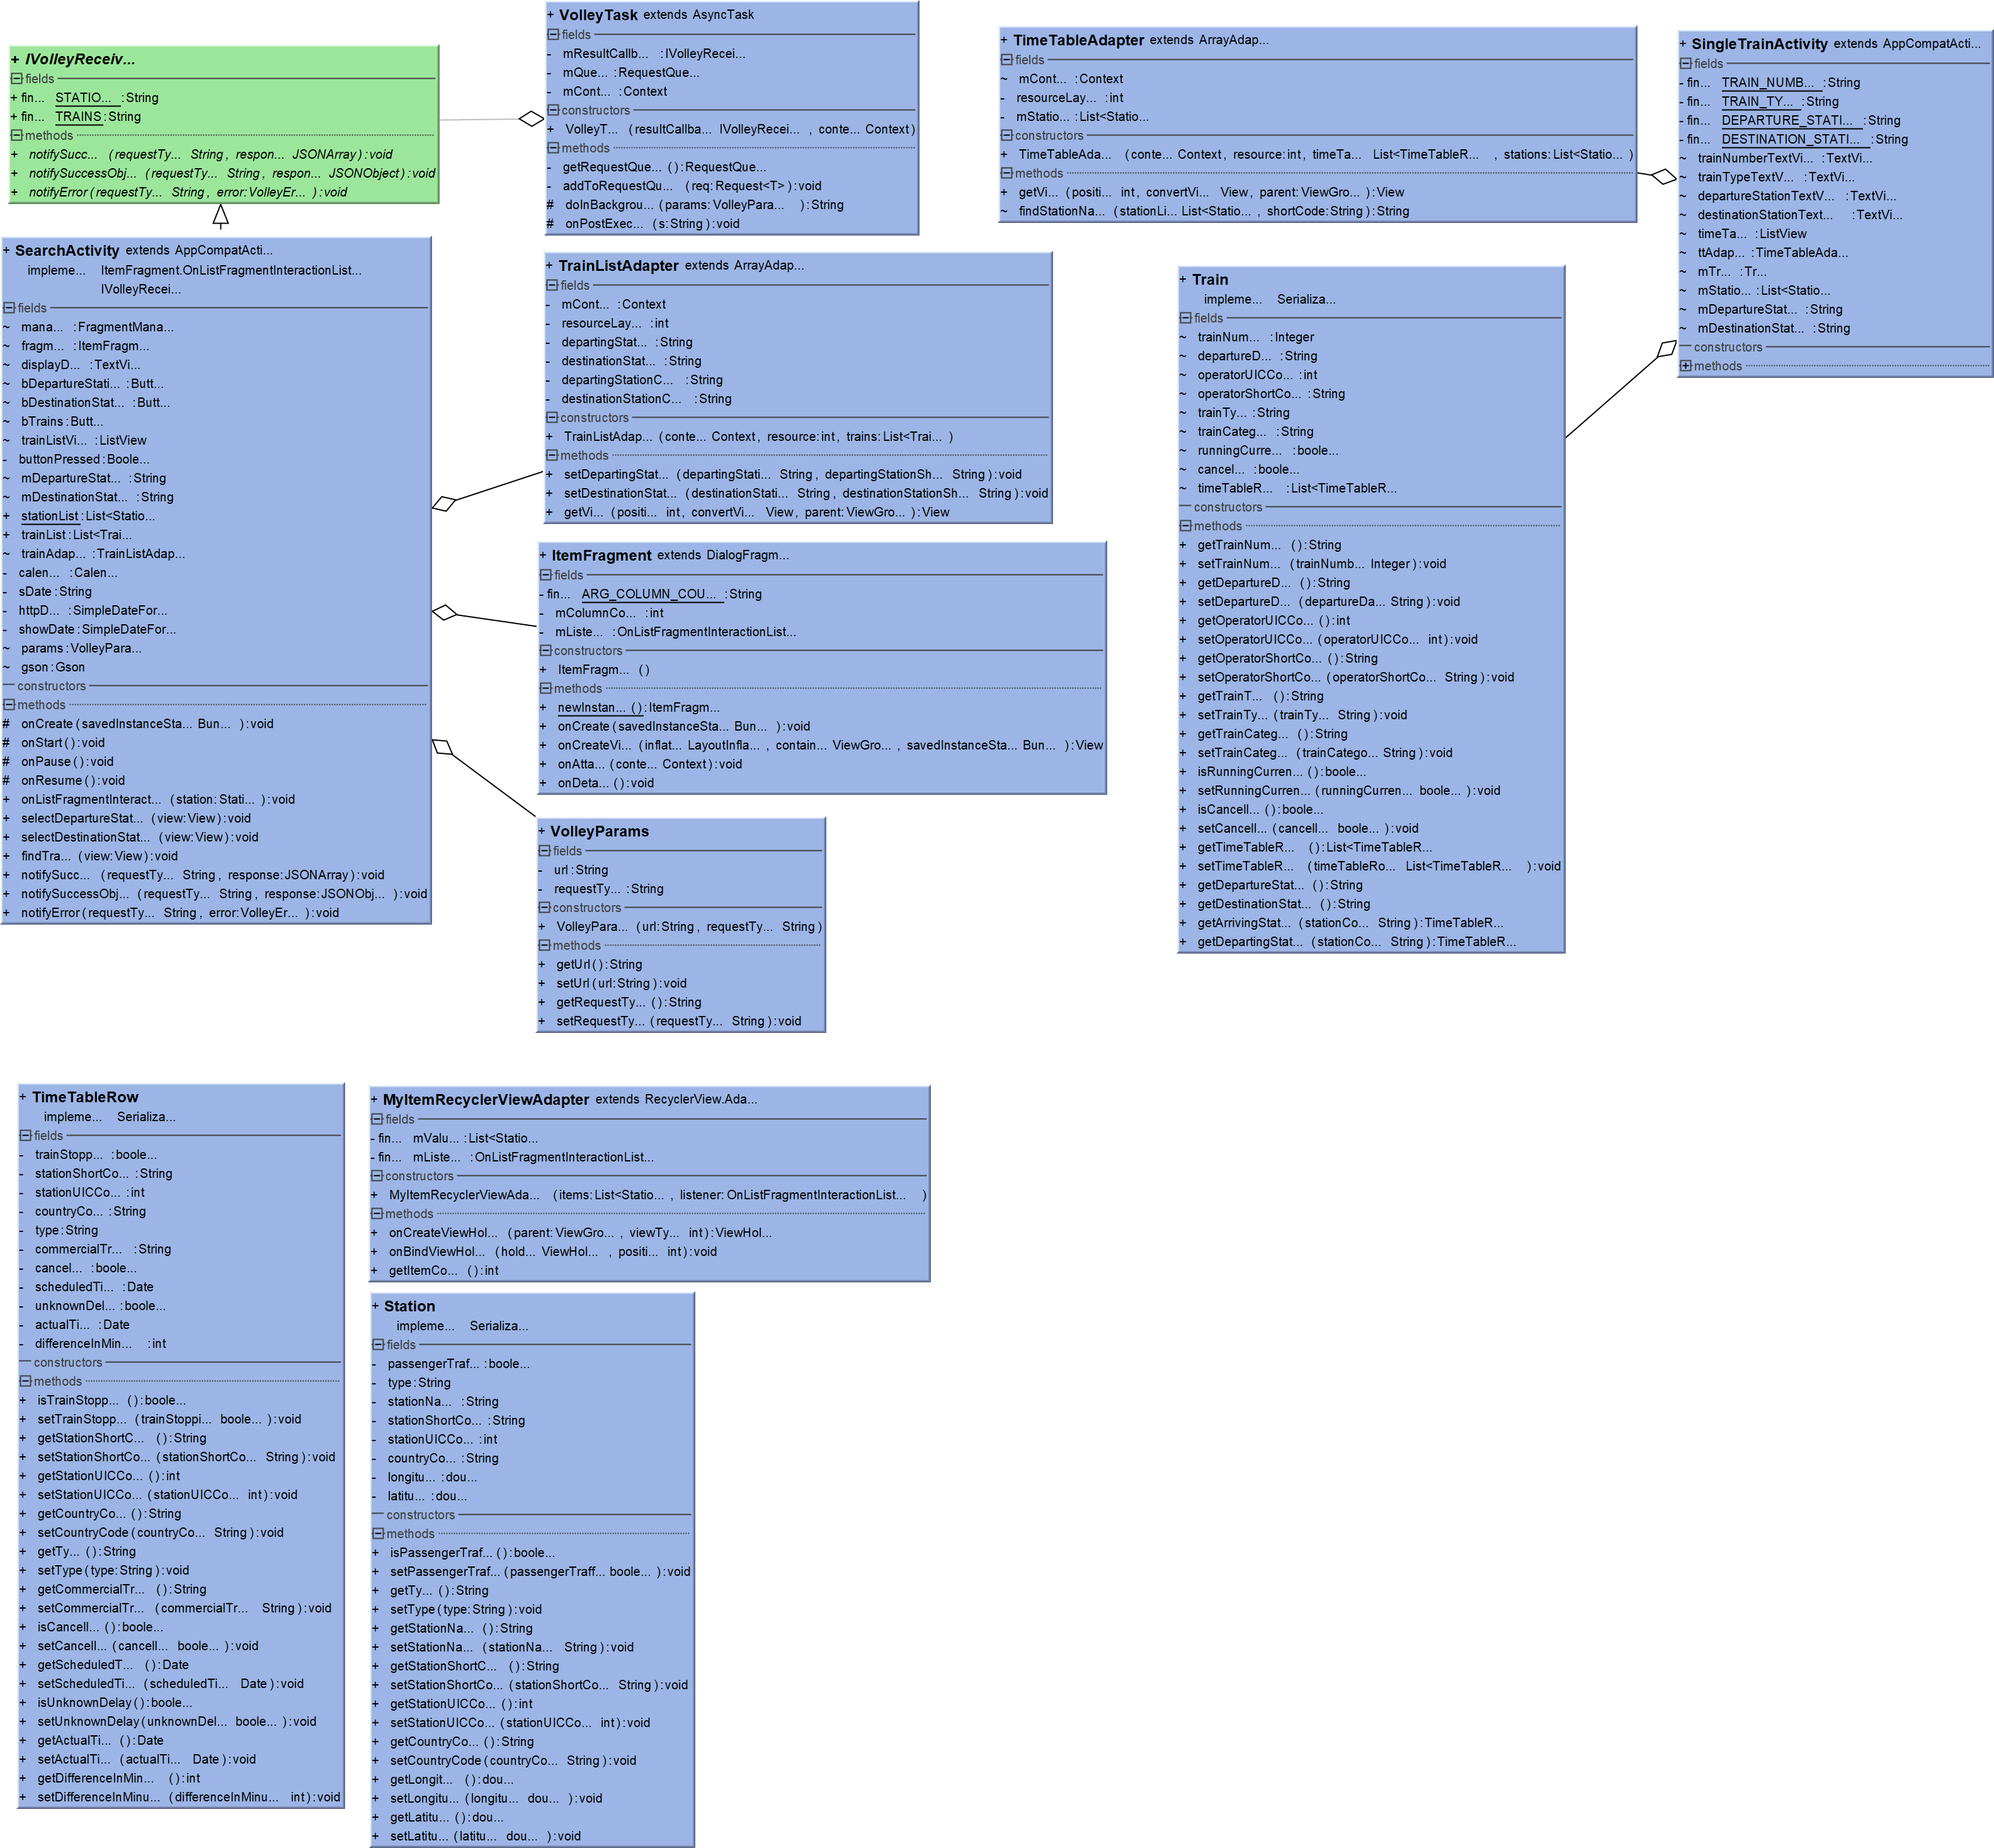 + IVolleyReceiv...
fields
+ fin... STATIO... :String
+ fin... TRAINS:String
methods
+ notifySucc... (requestTy... String, respon... JSONArray):void
+ notifySuccessObj... (requestTy... String, respon... JSONObject):void
+ notifyError(requestTy... String, error:VolleyEr... ):void
+ SearchActivity extends AppCompatActi...
impleme... ItemFragment.OnListFragmentInteractionList...
IVolleyRecei...
fields
~ mana... :FragmentMana...
~ fragm... :ItemFragm...
~ displayD... :TextVi...
~ bDepartureStati... :Butt...
~ bDestinationStat... :Butt...
~ bTrains:Butt...
~ trainListVi... :ListView
- buttonPressed:Boole...
~ mDepartureStat... :String
~ mDestinationStat... :String
+ stationList:List<Statio...
+ trainList:List<Trai...
~ trainAdap... :TrainListAdap...
- calen... :Calen...
- sDate:String
- httpD... :SimpleDateFor...
- showDate:SimpleDateFor...
~ params:VolleyPara...
~ gson:Gson
constructors
methods
# onCreate(savedInstanceSta... Bun... ):void
# onStart():void
# onPause():void
# onResume():void
+ onListFragmentInteract... (station:Stati... ):void
+ selectDepartureStat... (view:View):void
+ selectDestinationStat... (view:View):void
+ findTra... (view:View):void
+ notifySucc... (requestTy... String, response:JSONArray):void
+ notifySuccessObj... (requestTy... String, response:JSONObj... ):void
+ notifyError(requestTy... String, error:VolleyEr... ):void
+ VolleyTask extends AsyncTask
fields
- mResultCallb... :IVolleyRecei...
- mQue... :RequestQue...
- mCont... :Context
constructors
+ VolleyT... (resultCallba... IVolleyRecei... , conte... Context)
methods
- getRequestQue... ():RequestQue...
- addToRequestQu... (req:Request<T>):void
# doInBackgrou... (params:VolleyPara... ):String
# onPostExec... (s:String):void
+ TrainListAdapter extends ArrayAdap...
fields
- mCont... :Context
- resourceLay... :int
- departingStat... :String
- destinationStat... :String
- departingStationC... :String
- destinationStationC... :String
constructors
+ TrainListAdap... (conte... Context, resource:int, trains:List<Trai... )
methods
+ setDepartingStat... (departingStati... String, departingStationSh... String):void
+ setDestinationStat... (destinationStati... String, destinationStationSh... String):void
+ getVi... (positi... int, convertVi... View, parent:ViewGro... ):View
+ ItemFragment extends DialogFragm...
fields
- fin... ARG_COLUMN_COU... :String
- mColumnCo... :int
- mListe... :OnListFragmentInteractionList...
constructors
+ ItemFragm... ()
methods
+ newInstan... ():ItemFragm...
+ onCreate(savedInstanceSta... Bun... ):void
+ onCreateVi... (inflat... LayoutInfla... , contain... ViewGro... , savedInstanceSta... Bun... ):View
+ onAtta... (conte... Context):void
+ onDeta... ():void
+ VolleyParams
fields
- url:String
- requestTy... :String
constructors
+ VolleyPara... (url:String, requestTy... String)
methods
+ getUrl():String
+ setUrl(url:String):void
+ getRequestTy... ():String
+ setRequestTy... (requestTy... String):void
+ TimeTableAdapter extends ArrayAdap...
fields
~ mCont... :Context
- resourceLay... :int
- mStatio... :List<Statio...
constructors
+ TimeTableAda... (conte... Context, resource:int, timeTa... List<TimeTableR... , stations:List<Statio... )
methods
+ getVi... (positi... int, convertVi... View, parent:ViewGro... ):View
~ findStationNa... (stationLi... List<Statio... , shortCode:String):String
+ SingleTrainActivity extends AppCompatActi...
fields
- fin... TRAIN_NUMB... :String
- fin... TRAIN_TY... :String
- fin... DEPARTURE_STATI... :String
- fin... DESTINATION_STATI... :String
~ trainNumberTextVi... :TextVi...
~ trainTypeTextV... :TextVi...
~ departureStationTextV... :TextVi...
~ destinationStationText... :TextVi...
~ timeTa... :ListView
~ ttAdap... :TimeTableAda...
~ mTr... :Tr...
~ mStatio... :List<Statio...
~ mDepartureStat... :String
~ mDestinationStat... :String
constructors
methods
+ Train
impleme... Serializa...
fields
~ trainNum... :Integer
~ departureD... :String
~ operatorUICCo... :int
~ operatorShortCo... :String
~ trainTy... :String
~ trainCateg... :String
~ runningCurre... :boole...
~ cancel... :boole...
~ timeTableR... :List<TimeTableR...
constructors
methods
+ getTrainNum... ():String
+ setTrainNum... (trainNumb... Integer):void
+ getDepartureD... ():String
+ setDepartureD... (departureDa... String):void
+ getOperatorUICCo... ():int
+ setOperatorUICCo... (operatorUICCo... int):void
+ getOperatorShortCo... ():String
+ setOperatorShortCo... (operatorShortCo... String):void
+ getTrainT... ():String
+ setTrainTy... (trainTy... String):void
+ getTrainCateg... ():String
+ setTrainCateg... (trainCatego... String):void
+ isRunningCurren... ():boole...
+ setRunningCurren... (runningCurren... boole... ):void
+ isCancell... ():boole...
+ setCancell... (cancell... boole... ):void
+ getTimeTableR... ():List<TimeTableR...
+ setTimeTableR... (timeTableRo... List<TimeTableR... ):void
+ getDepartureStat... ():String
+ getDestinationStat... ():String
+ getArrivingStat... (stationCo... String):TimeTableR...
+ getDepartingStat... (stationCo... String):TimeTableR...
+ TimeTableRow
impleme... Serializa...
fields
- trainStopp... :boole...
- stationShortCo... :String
- stationUICCo... :int
- countryCo... :String
- type:String
- commercialTr... :String
- cancel... :boole...
- scheduledTi... :Date
- unknownDel... :boole...
- actualTi... :Date
- differenceInMin... :int
constructors
methods
+ isTrainStopp... ():boole...
+ setTrainStopp... (trainStoppi... boole... ):void
+ getStationShortC... ():String
+ setStationShortCo... (stationShortCo... String):void
+ getStationUICCo... ():int
+ setStationUICCo... (stationUICCo... int):void
+ getCountryCo... ():String
+ setCountryCode(countryCo... String):void
+ getTy... ():String
+ setType(type:String):void
+ getCommercialTr... ():String
+ setCommercialTr... (commercialTr... String):void
+ isCancell... ():boole...
+ setCancell... (cancell... boole... ):void
+ getScheduledT... ():Date
+ setScheduledTi... (scheduledTi... Date):void
+ isUnknownDelay():boole...
+ setUnknownDelay(unknownDel... boole... ):void
+ getActualTi... ():Date
+ setActualTi... (actualTi... Date):void
+ getDifferenceInMin... ():int
+ setDifferenceInMinu... (differenceInMinu... int):void
+ MyItemRecyclerViewAdapter extends RecyclerView.Ada...
fields
- fin... mValu... :List<Statio...
- fin... mListe... :OnListFragmentInteractionList...
constructors
+ MyItemRecyclerViewAda... (items:List<Statio... , listener:OnListFragmentInteractionList... )
methods
+ onCreateViewHol... (parent:ViewGro... , viewTy... int):ViewHol...
+ onBindViewHol... (hold... ViewHol... , positi... int):void
+ getItemCo... ():int
+ Station
impleme... Serializa...
fields
- passengerTraf... :boole...
- type:String
- stationNa... :String
- stationShortCo... :String
- stationUICCo... :int
- countryCo... :String
- longitu... :dou...
- latitu... :dou...
constructors
methods
+ isPassengerTraf... ():boole...
+ setPassengerTraf... (passengerTraff... boole... ):void
+ getTy... ():String
+ setType(type:String):void
+ getStationNa... ():String
+ setStationNa... (stationNa... String):void
+ getStationShortC... ():String
+ setStationShortCo... (stationShortCo... String):void
+ getStationUICCo... ():int
+ setStationUICCo... (stationUICCo... int):void
+ getCountryCo... ():String
+ setCountryCode(countryCo... String):void
+ getLongit... ():dou...
+ setLongitu... (longitu... dou... ):void
+ getLatitu... ():dou...
+ setLatitu... (latitu... dou... ):void